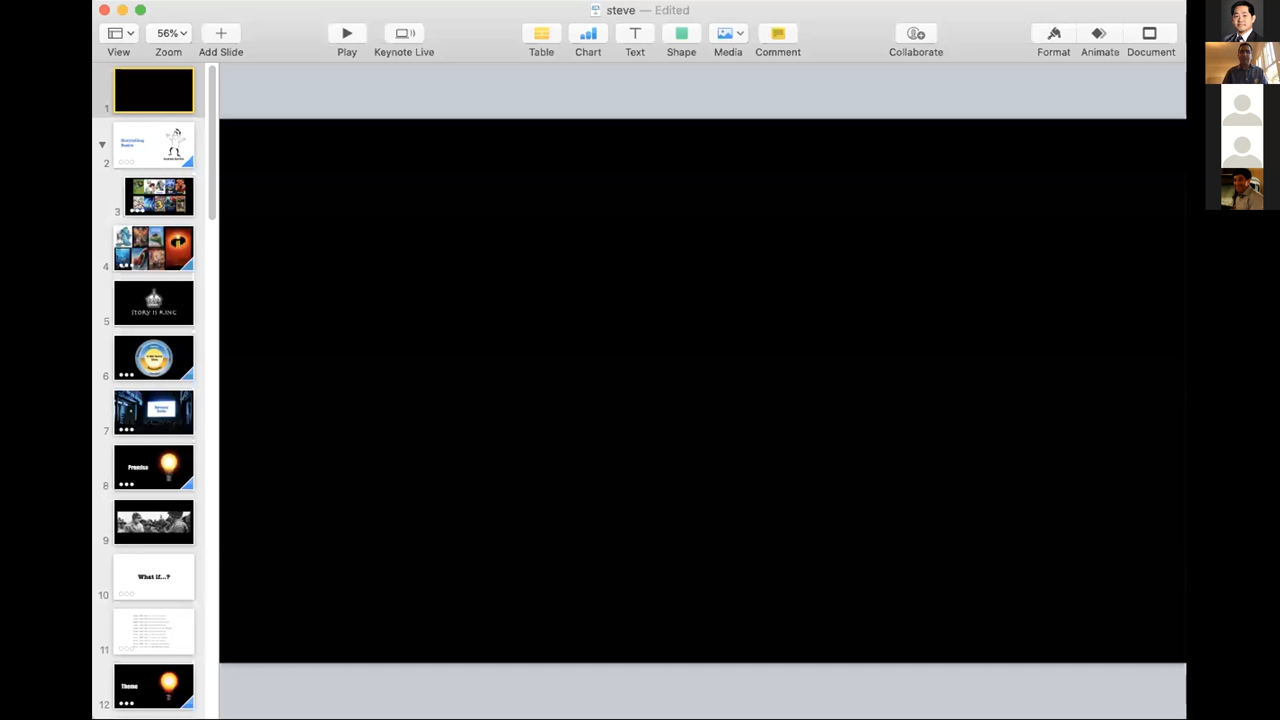 steve — Edited
56%
View
Zoom
Add Slide
Play
Keynote Live
Table
Chart
Text
Shape
Media
Comment
Collaborate
Format
Animate
Document
1
Storytelling
Basics
2
3
4
STORY IS KING
5
6
7
Premise
8
9
What if...?
10
11
Theme
12